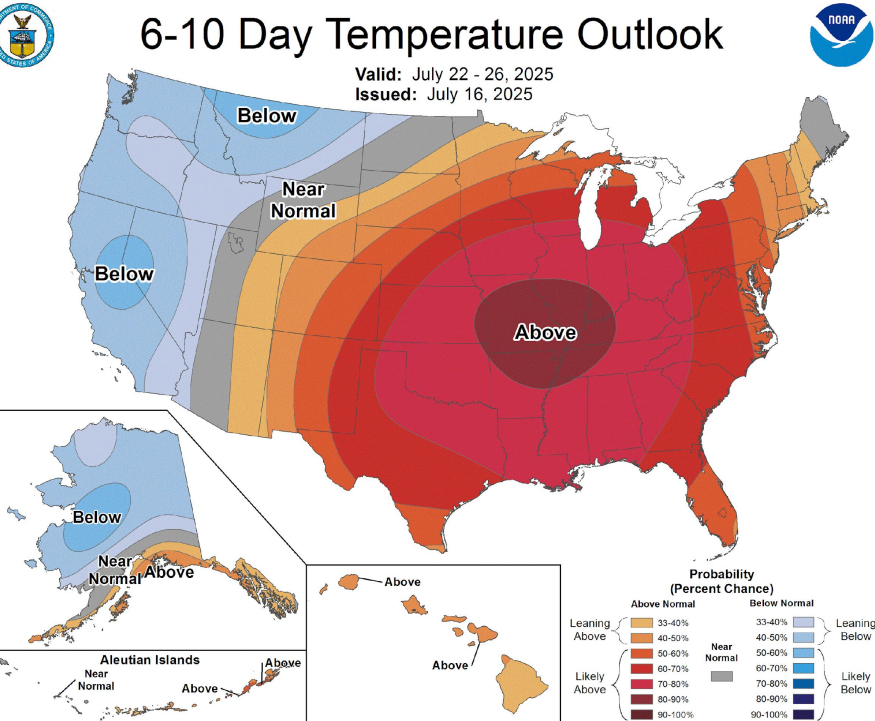 6-10 Day Temperature Outlook
Valid: July 22 - 26, 2025
Issued: July 16, 2025
NOAA
Below
Near
Normal
Below
Above
Below
Near
Normal
Above
Aleutian Islands
Near
Normal
Above
Above
Above
Above
Probability
(Percent Chance)
Above Normal
Below Normal
Leaning
Above
33-40%
40-50%
50-60%
60-70%
70-80%
80-90%
90-100%
Likely
Above
Near
Normal
33-40%
40-50%
50-60%
60-70%
70-80%
80-90%
90-100%
Leaning
Below
Likely
Below